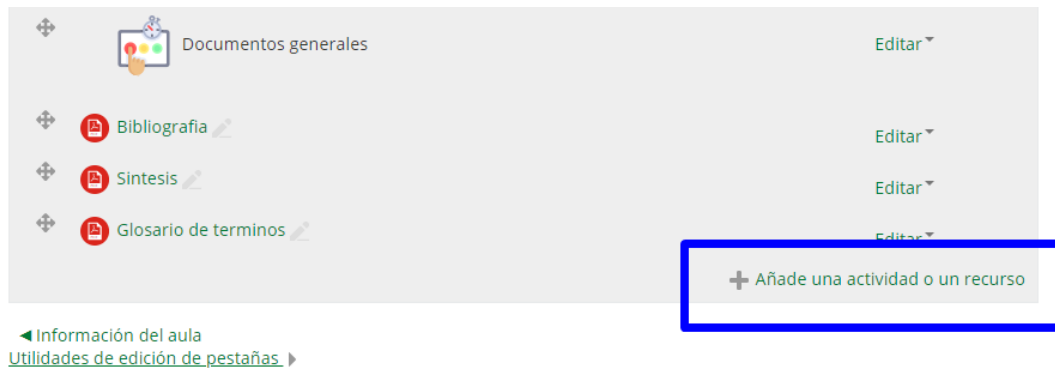 Documentos generales
Editar
Bibliografia
Editar
Sintesis
Editar
Glosario de terminos
Editar
Añade una actividad o un recurso
Información del aula
Utilidades de edición de pestañas